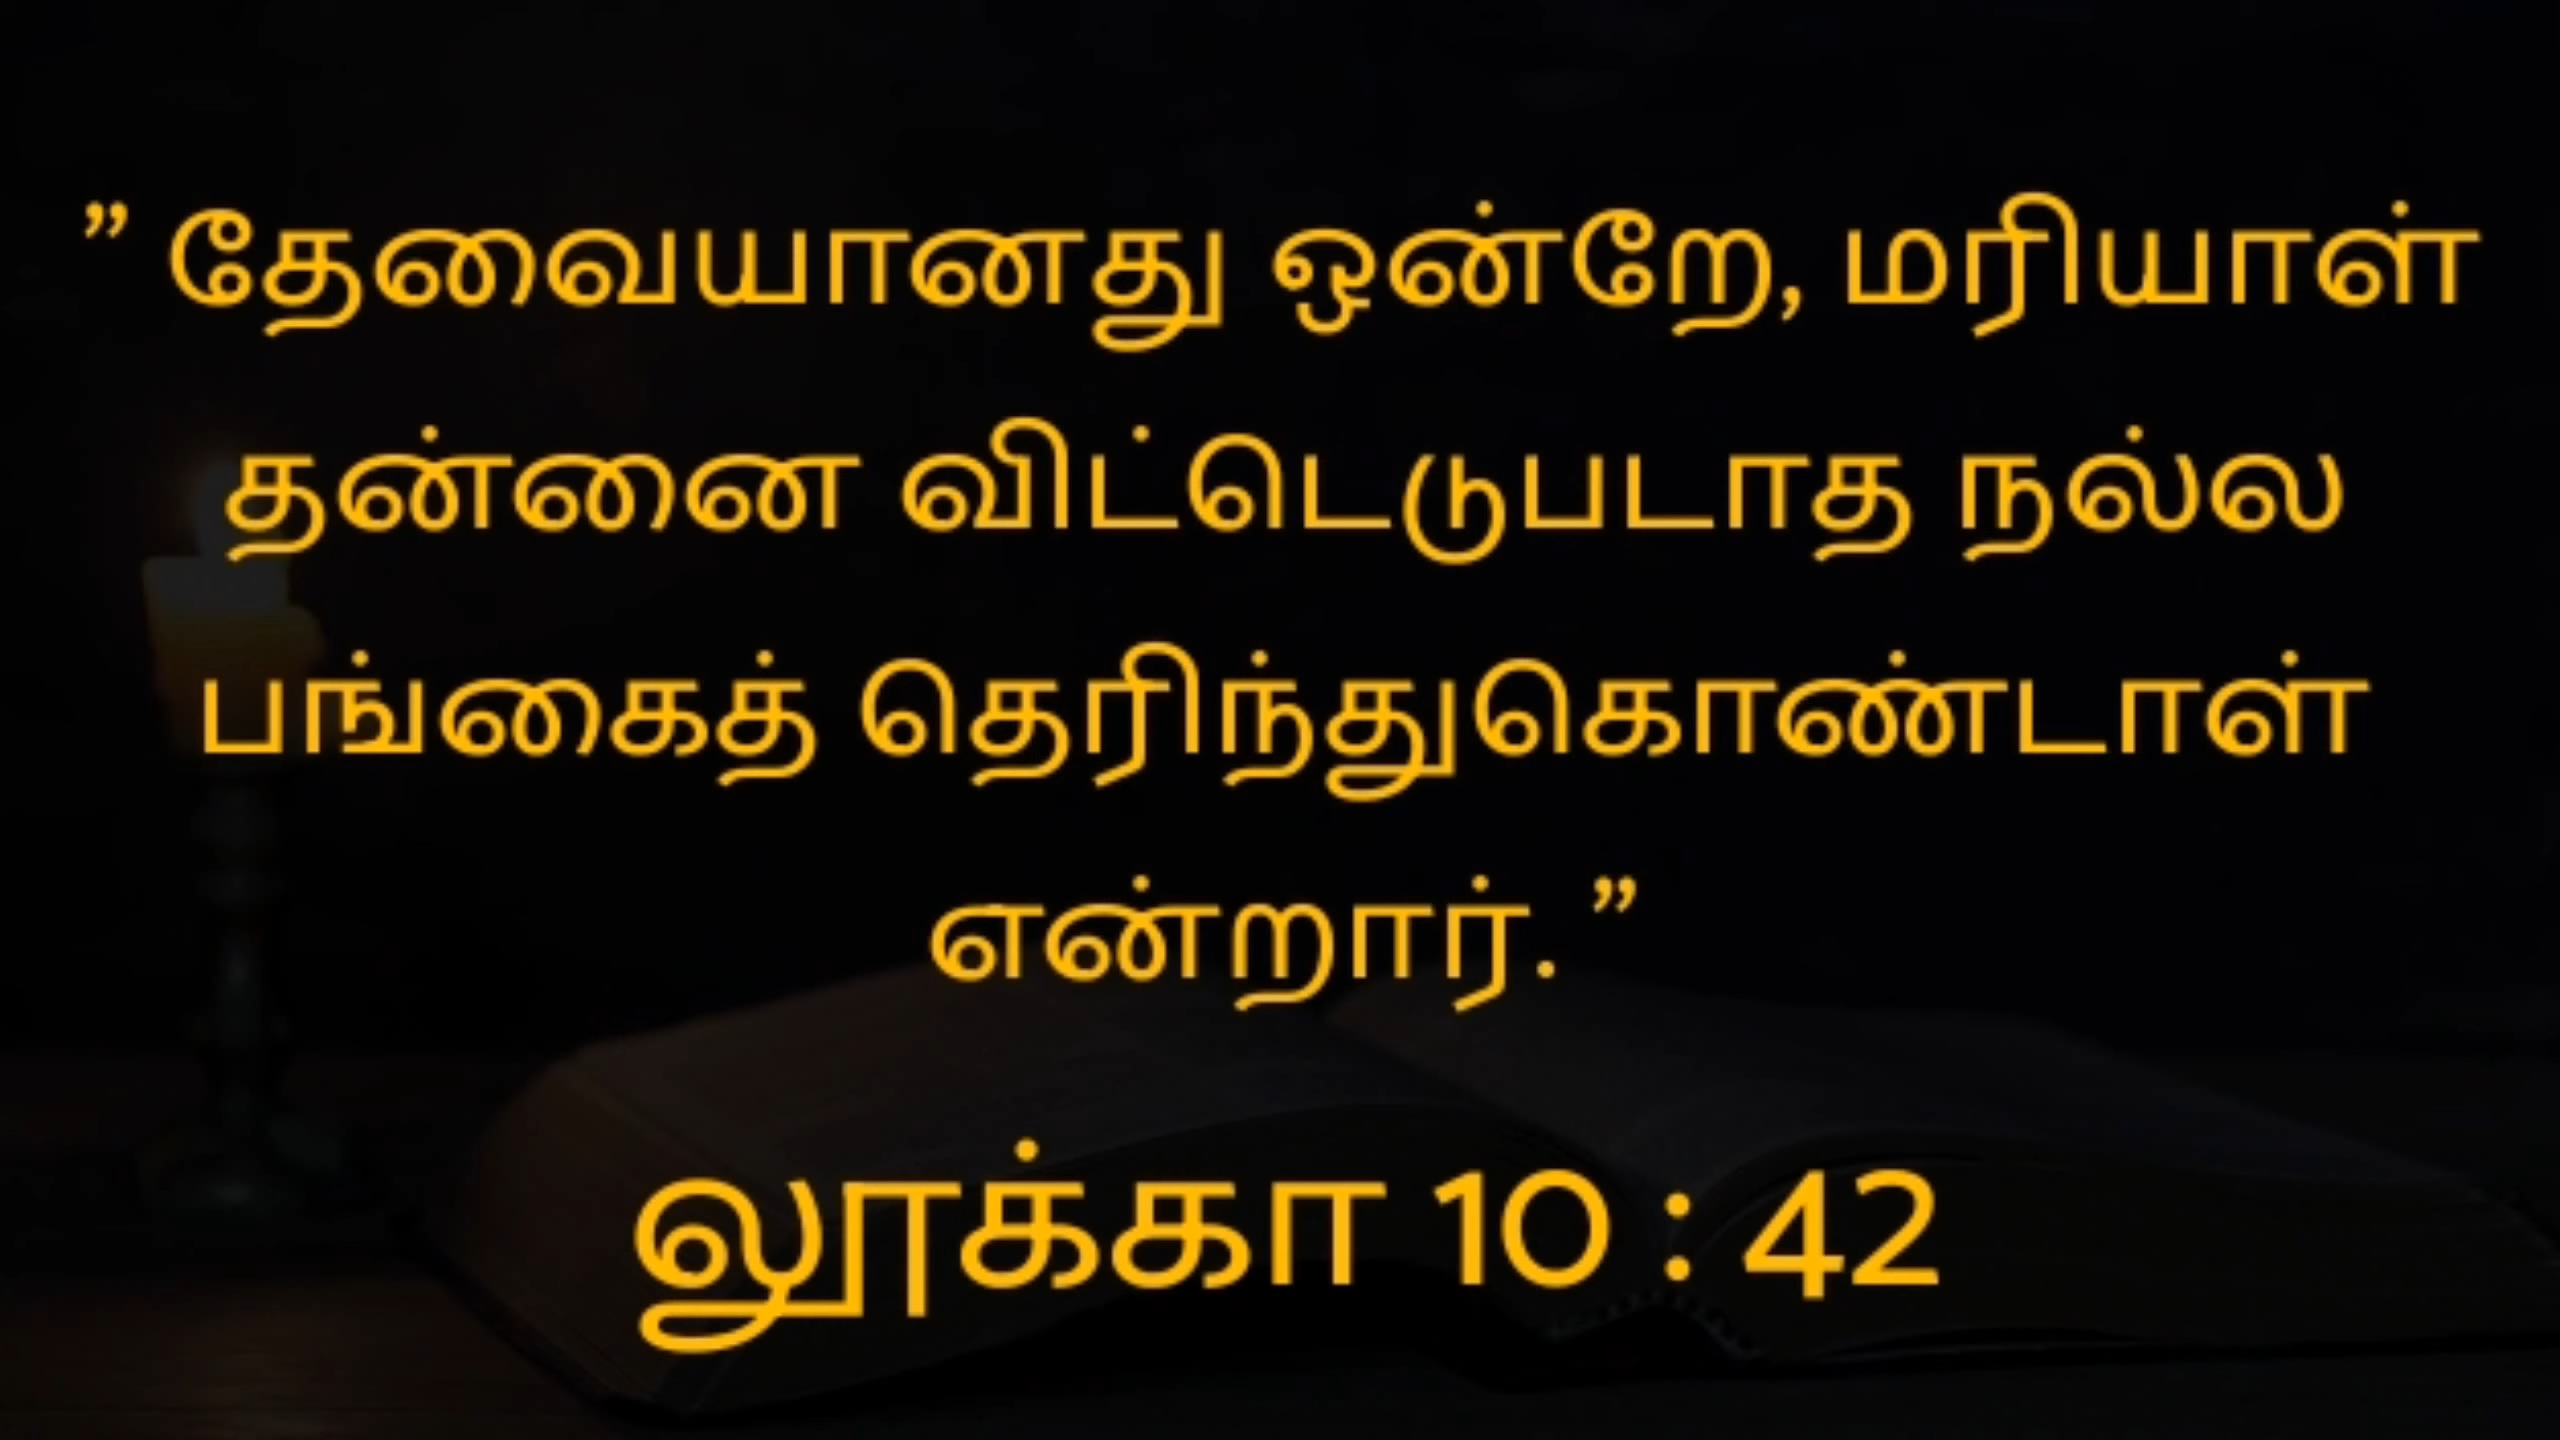 ” தேவையானது ஒன்றே, மரியாள்
தன்னை விட்டெடுபடாத நல்ல
பங்கைத் தெரிந்துகொண்டாள்
என்றார். ”
லூக்கா 10 : 42